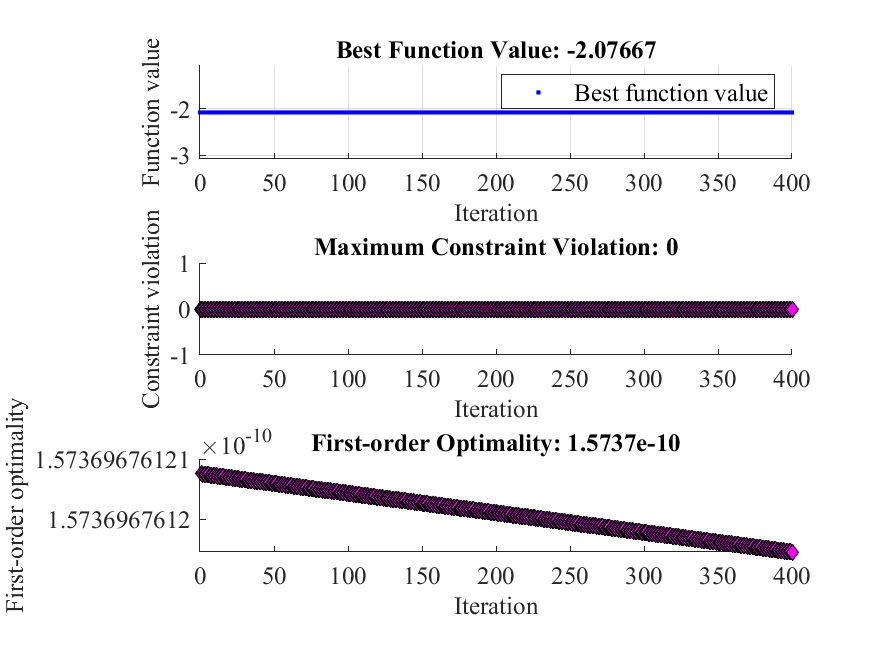 Best Function Value: -2.07667
Function value
Best function value
-2
-3
0 50 100 150 200 250 300 350 400
Iteration
Maximum Constraint Violation: 0
Constraint violation
1
0
-1
0 50 100 150 200 250 300 350 400
Iteration
First-order Optimality: 1.5737e-10
First-order optimality
×10-10
1.57369676121
1.5736967612
0 50 100 150 200 250 300 350 400
Iteration